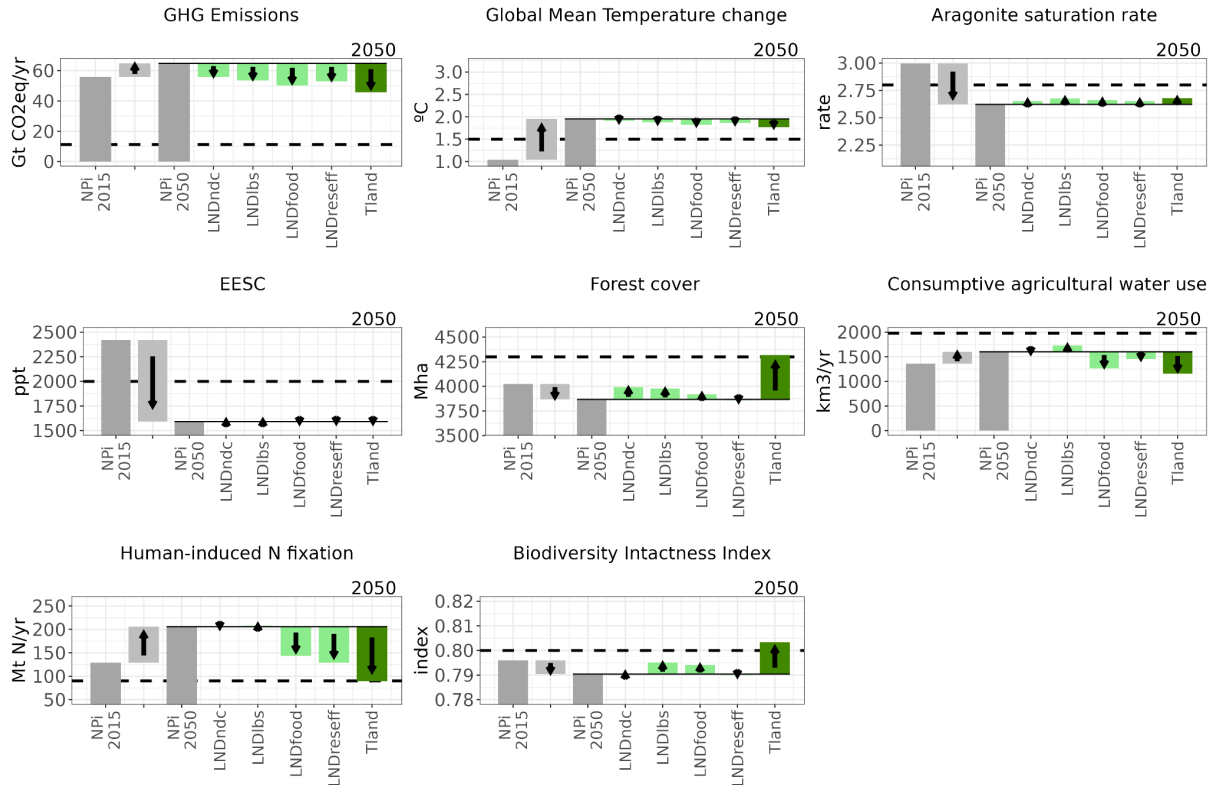 GHG Emissions
2050
Gt CO2eq/yr
60
40
20
0
NPi
2015
NPi
2050
LNDndc
LNDlbs
LNDfood
LNDreseff
Tland
Global Mean Temperature change
2050
ºC
3.0
2.5
2.0
1.5
1.0
NPi
2015
NPi
2050
LNDndc
LNDlbs
LNDfood
LNDreseff
Tland
Aragonite saturation rate
2050
rate
3.00
2.75
2.50
2.25
NPi
2015
NPi
2050
LNDndc
LNDlbs
LNDfood
LNDreseff
Tland
EESC
2050
ppt
2500
2250
2000
1750
1500
NPi
2015
NPi
2050
LNDndc
LNDlbs
LNDfood
LNDreseff
Tland
Forest cover
2050
Mha
4500
4250
4000
3750
3500
NPi
2015
NPi
2050
LNDndc
LNDlbs
LNDfood
LNDreseff
Tland
Consumptive agricultural water use
2050
km3/yr
2000
1500
1000
500
0
NPi
2015
NPi
2050
LNDndc
LNDlbs
LNDfood
LNDreseff
Tland
Human-induced N fixation
2050
Mt N/yr
250
200
150
100
50
NPi
2015
NPi
2050
LNDndc
LNDlbs
LNDfood
LNDreseff
Tland
Biodiversity Intactness Index
2050
index
0.82
0.81
0.80
0.79
0.78
NPi
2015
NPi
2050
LNDndc
LNDlbs
LNDfood
LNDreseff
Tland